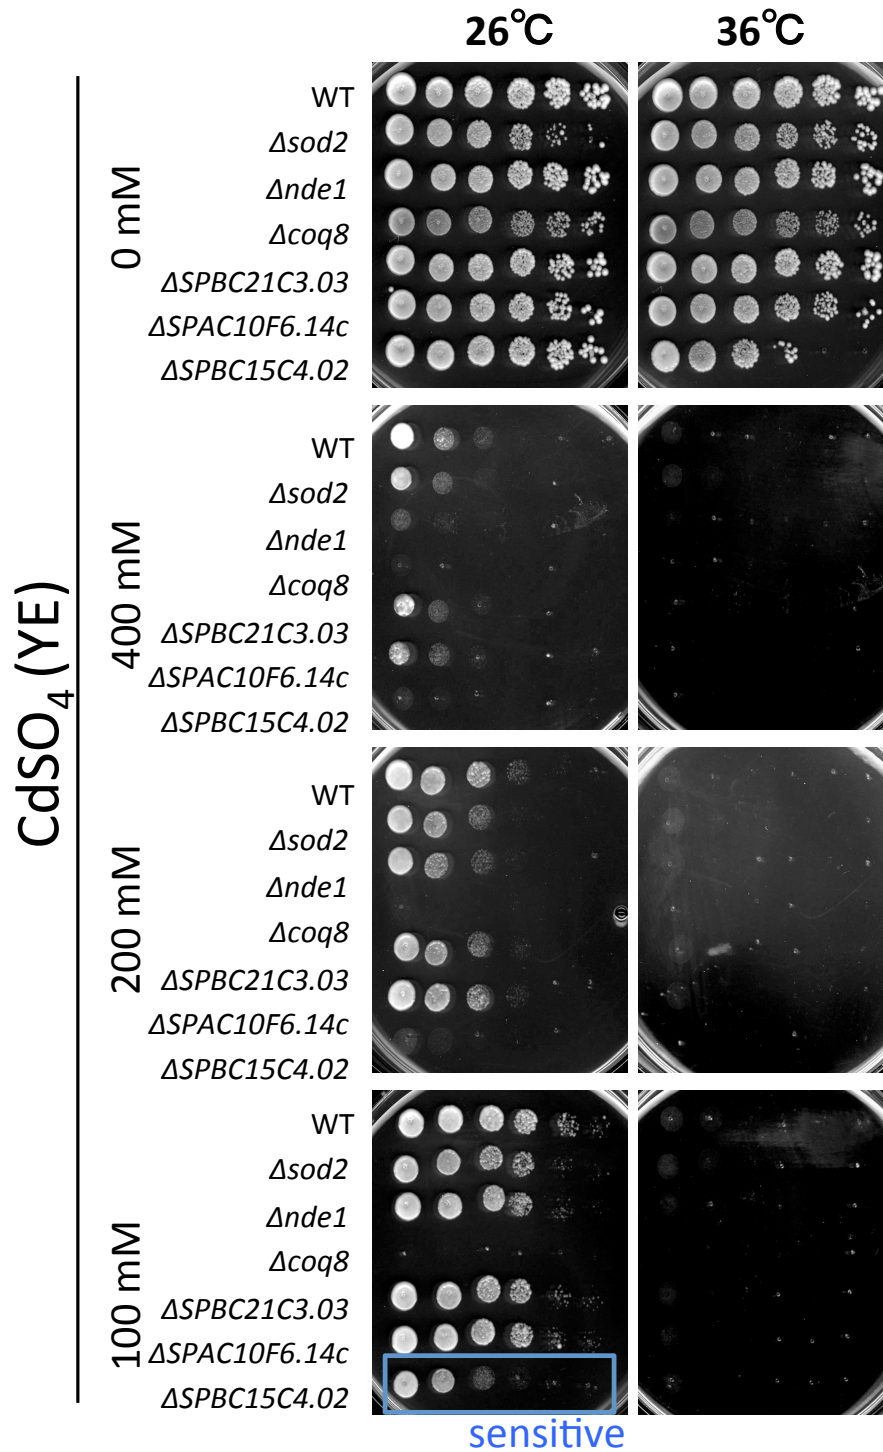 26℃ 36℃
CdSO4 (YE)
0 mM
WT
Δsod2
Δnde1
Δcoq8
ΔSPBC21C3.03
ΔSPAC10F6.14c
ΔSPBC15C4.02
400 mM
WT
Δsod2
Δnde1
Δcoq8
ΔSPBC21C3.03
ΔSPAC10F6.14c
ΔSPBC15C4.02
200 mM
WT
Δsod2
Δnde1
Δcoq8
ΔSPBC21C3.03
ΔSPAC10F6.14c
ΔSPBC15C4.02
100 mM
WT
Δsod2
Δnde1
Δcoq8
ΔSPBC21C3.03
ΔSPAC10F6.14c
ΔSPBC15C4.02
sensitive